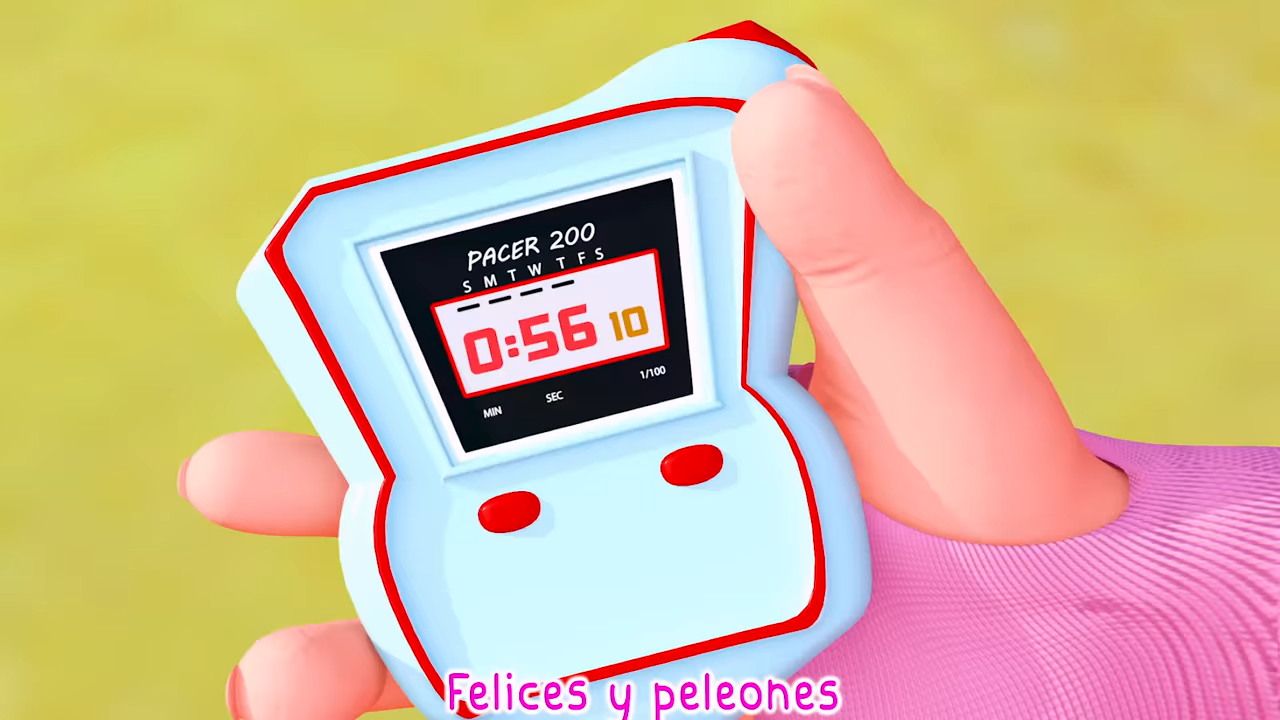 PACER 200
S M T W T F S
0:56 10
MIN SEC 1/100
Felices y peleones